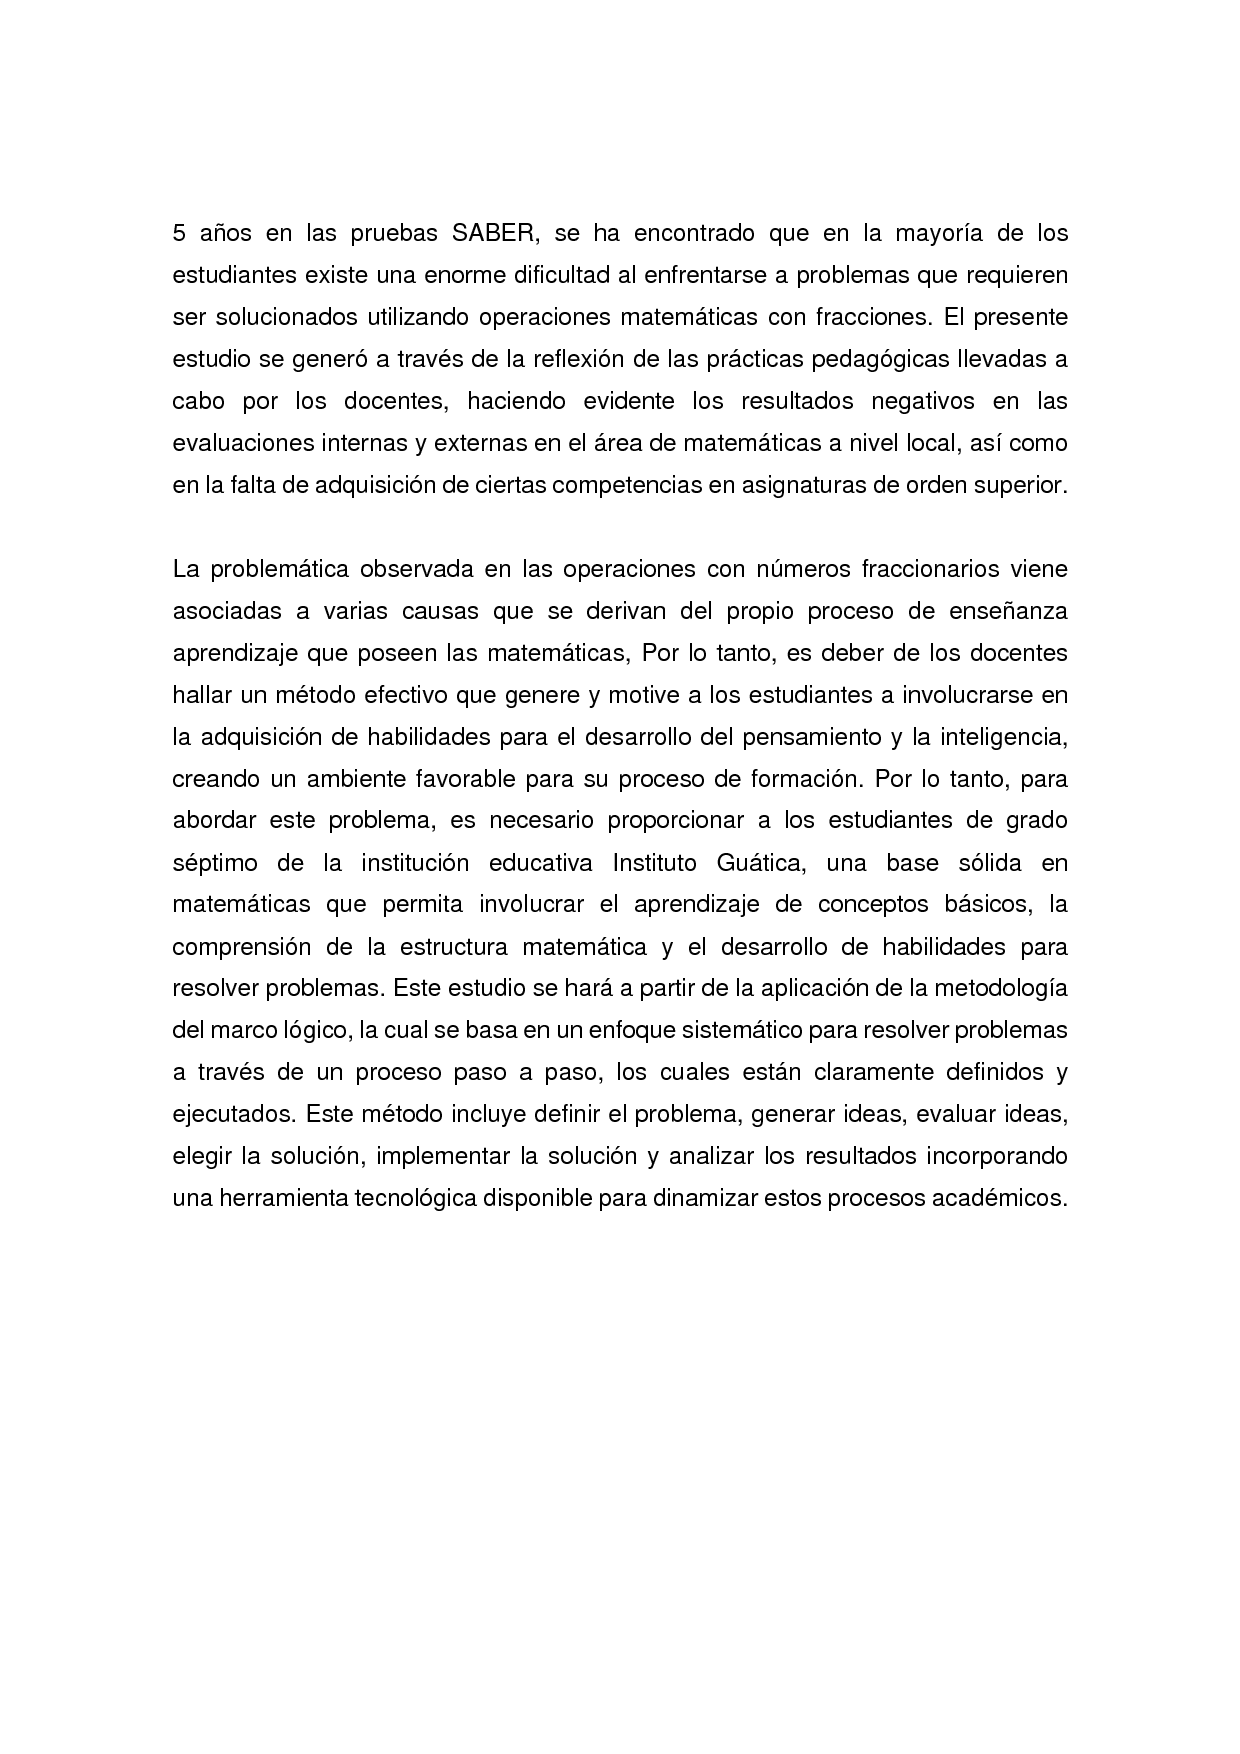 5 años en las pruebas SABER, se ha encontrado que en la mayoría de los
estudiantes existe una enorme dificultad al enfrentarse a problemas que requieren
ser solucionados utilizando operaciones matemáticas con fracciones. El presente
estudio se generó a través de la reflexión de las prácticas pedagógicas llevadas a
cabo por los docentes, haciendo evidente los resultados negativos en las
evaluaciones internas y externas en el área de matemáticas a nivel local, así como
en la falta de adquisición de ciertas competencias en asignaturas de orden superior.
La problemática observada en las operaciones con números fraccionarios viene
asociadas a varias causas que se derivan del propio proceso de enseñanza
aprendizaje que poseen las matemáticas, Por lo tanto, es deber de los docentes
hallar un método efectivo que genere y motive a los estudiantes a involucrarse en
la adquisición de habilidades para el desarrollo del pensamiento y la inteligencia,
creando un ambiente favorable para su proceso de formación. Por lo tanto, para
abordar este problema, es necesario proporcionar a los estudiantes de grado
séptimo de la institución educativa Instituto Guática, una base sólida en
matemáticas que permita involucrar el aprendizaje de conceptos básicos, la
comprensión de la estructura matemática y el desarrollo de habilidades para
resolver problemas. Este estudio se hará a partir de la aplicación de la metodología
del marco lógico, la cual se basa en un enfoque sistemático para resolver problemas
a través de un proceso paso a paso, los cuales están claramente definidos y
ejecutados. Este método incluye definir el problema, generar ideas, evaluar ideas,
elegir la solución, implementar la solución y analizar los resultados incorporando
una herramienta tecnológica disponible para dinamizar estos procesos académicos.